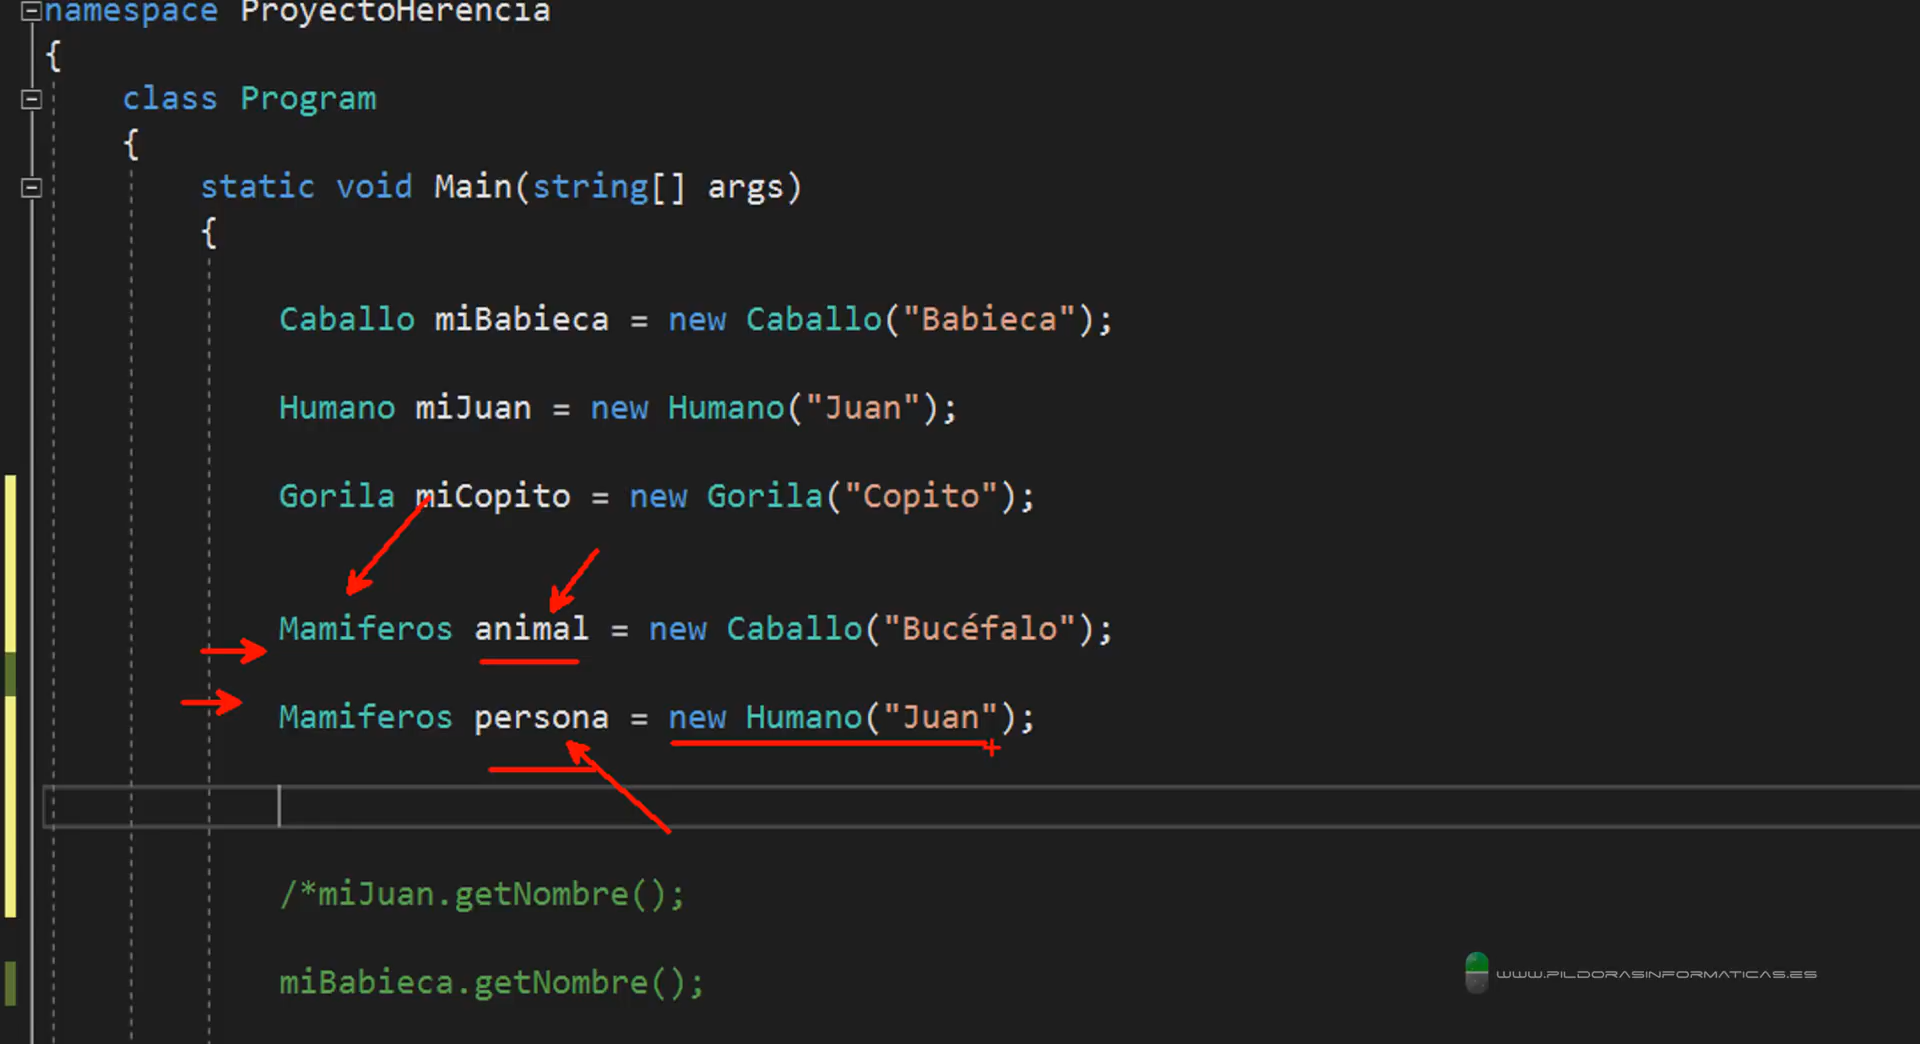 namespace ProyectoHerencia
{
class Program
{
static void Main(string[] args)
{
Caballo miBabieca = new Caballo("Babieca");
Humano miJuan = new Humano("Juan");
Gorila miCopito = new Gorila("Copito");
Mamiferos animal = new Caballo("Bucéfalo");
Mamiferos persona = new Humano("Juan");
/*miJuan.getNombre();
miBabieca.getNombre();
WWW.PILDORASINFORMATICAS.ES